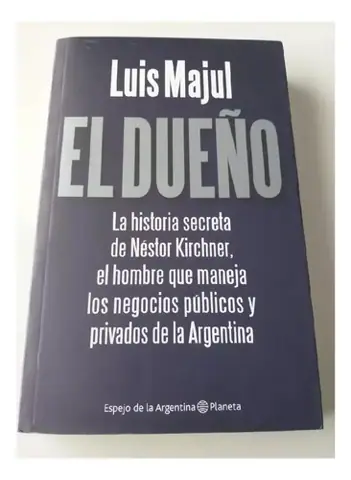 Luis Majul
EL DUEÑO
La historia secreta
de Néstor Kirchner,
el hombre que maneja
los negocios públicos y
privados de la Argentina
Espejo de la Argentina Planeta